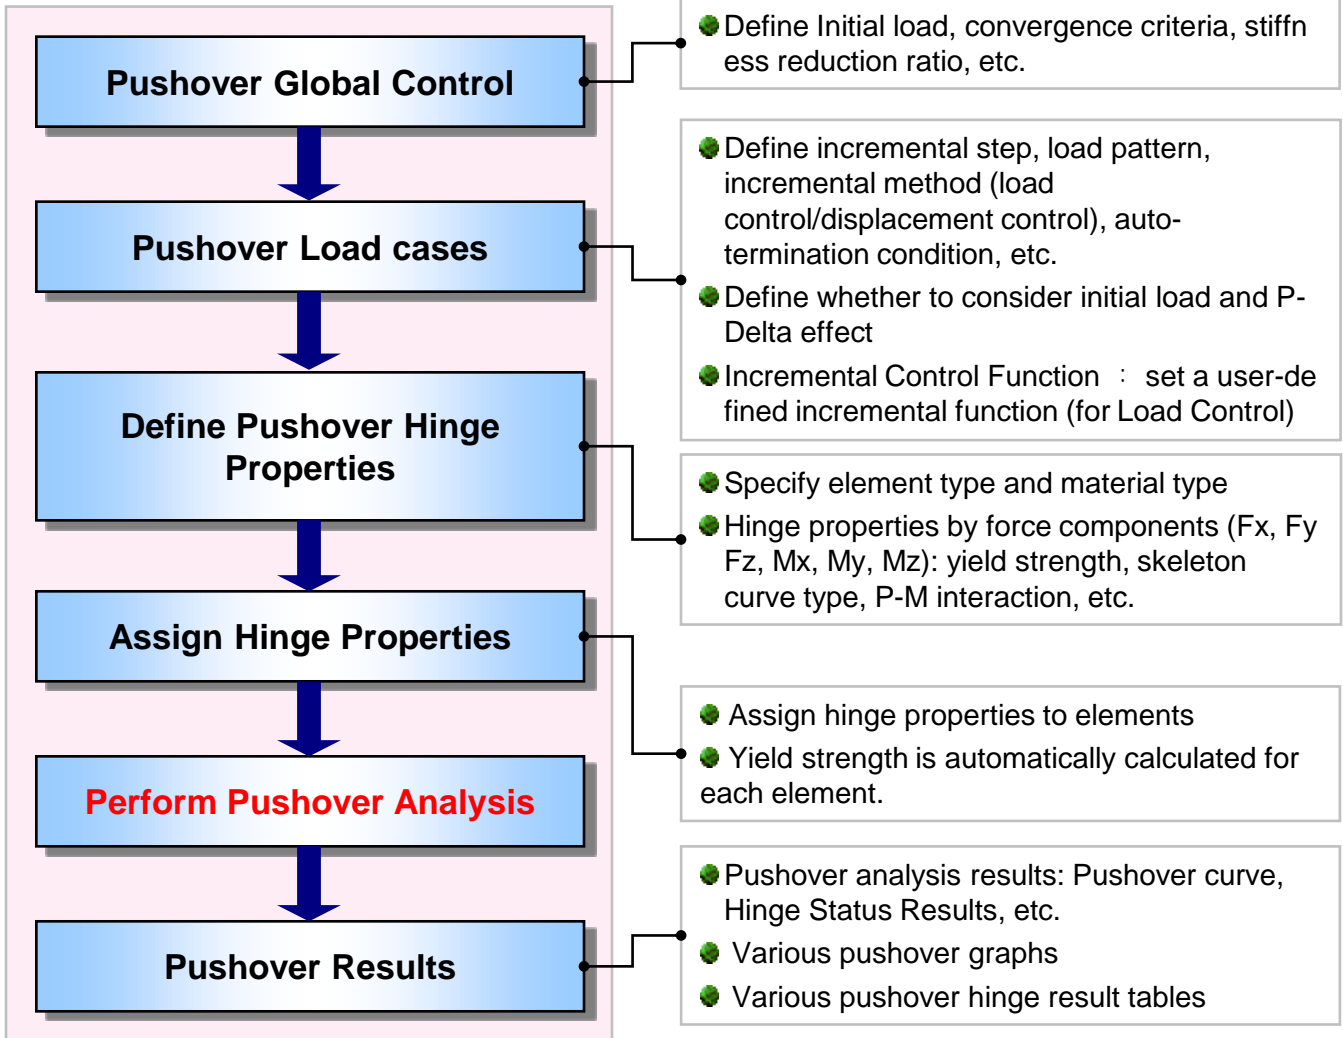 Pushover Global Control
Define Initial load, convergence criteria, stiffn
ess reduction ratio, etc.
Pushover Load cases
Define incremental step, load pattern,
incremental method (load
control/displacement control), auto-
termination condition, etc.
Define whether to consider initial load and P-
Delta effect
Incremental Control Function : set a user-de
fined incremental function (for Load Control)
Define Pushover Hinge
Properties
Specify element type and material type
Hinge properties by force components (Fx, Fy
Fz, Mx, My, Mz): yield strength, skeleton
curve type, P-M interaction, etc.
Assign Hinge Properties
Assign hinge properties to elements
Yield strength is automatically calculated for
each element.
Perform Pushover Analysis
Pushover Results
Pushover analysis results: Pushover curve,
Hinge Status Results, etc.
Various pushover graphs
Various pushover hinge result tables